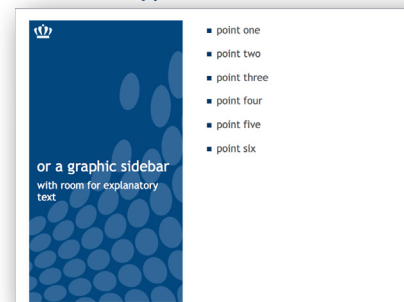 or a graphic sidebar
with room for explanatory
text
point one
point two
point three
point four
point five
point six